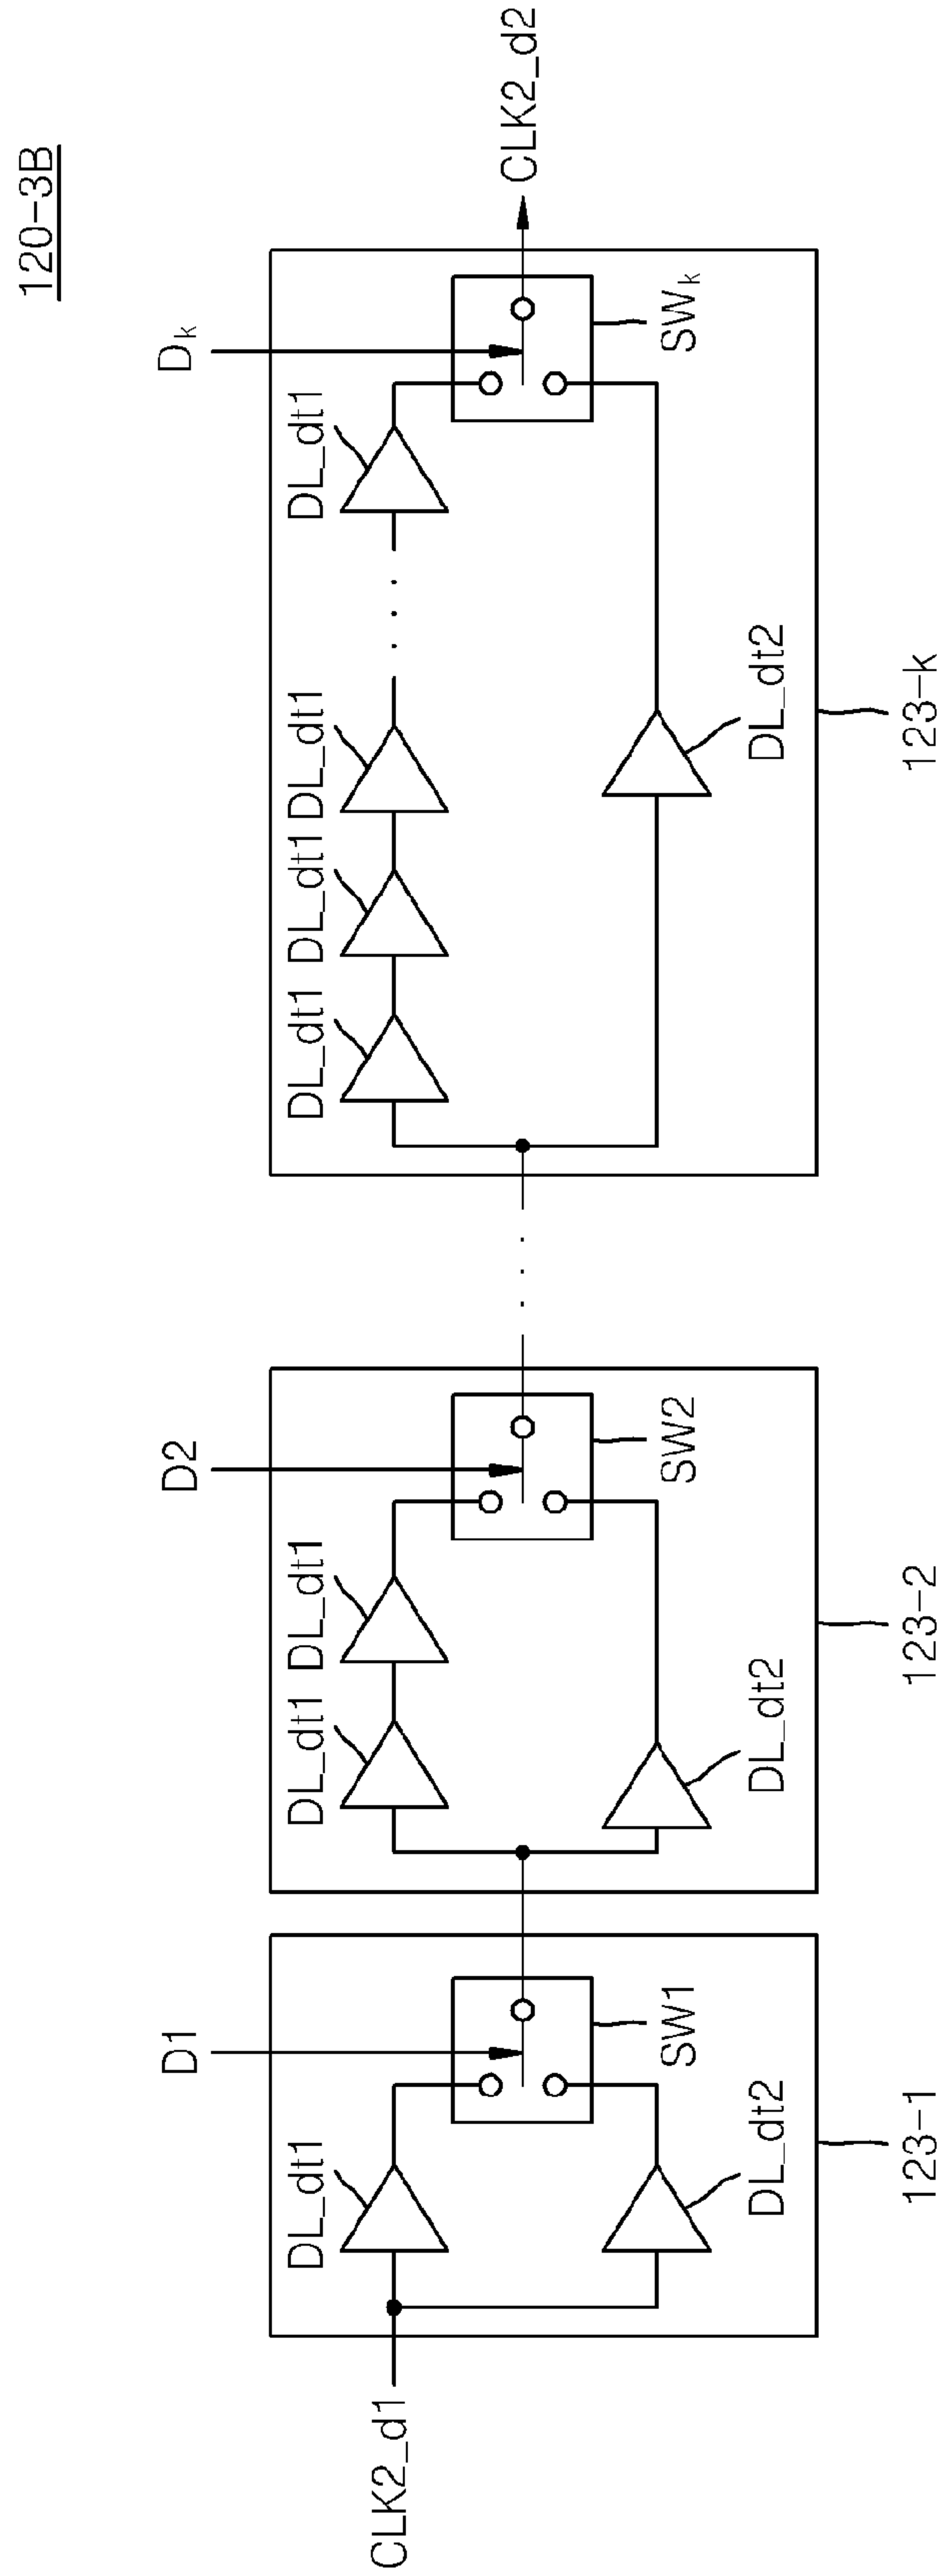 120-3B
D1
D2
Dk
DL_dt1
DL_dt1
DL_dt1
DL_dt1
DL_dt1
DL_dt1
DL_dt1
CLK2_d1
CLK2_d2
SW1
SW2
SWk
DL_dt2
DL_dt2
DL_dt2
123-1
123-2
123-k